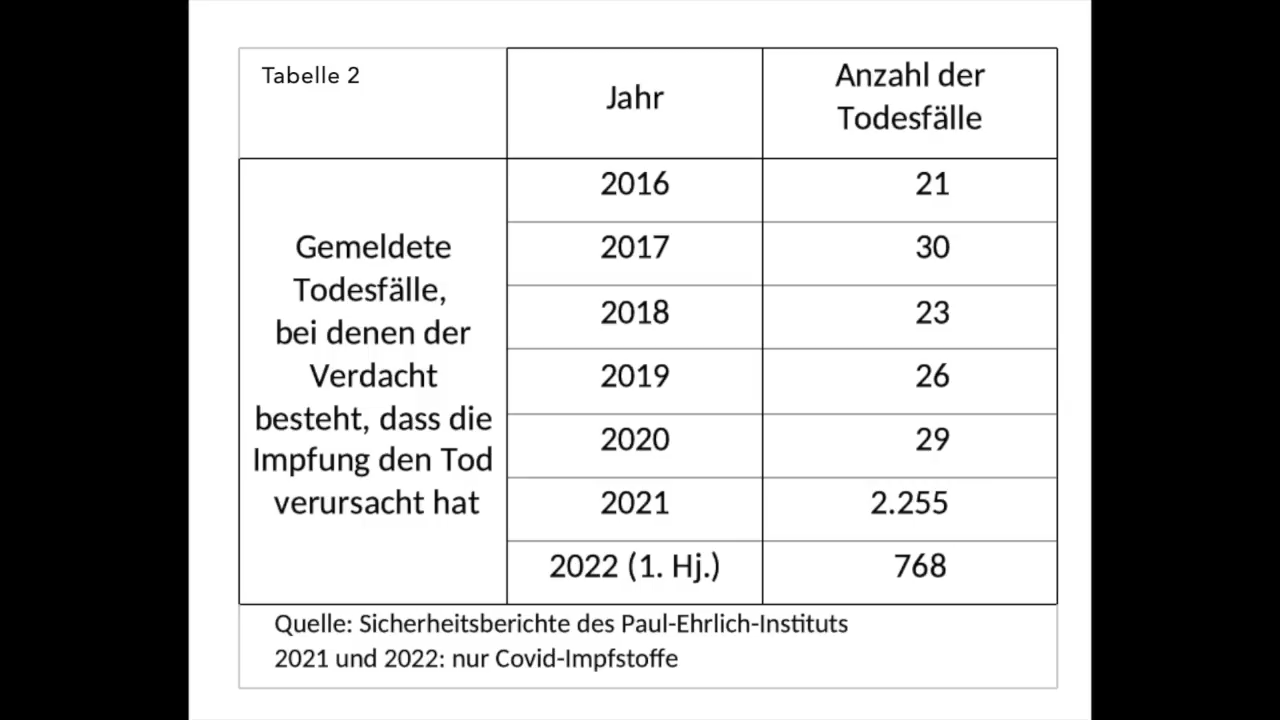 Tabelle 2
Jahr
Anzahl der
Todesfälle
Gemeldete
Todesfälle,
bei denen der
Verdacht
besteht, dass die
Impfung den Tod
verursacht hat
2016 21
2017 30
2018 23
2019 26
2020 29
2021 2.255
2022 (1. Hj.) 768
Quelle: Sicherheitsberichte des Paul-Ehrlich-Instituts
2021 und 2022: nur Covid-Impfstoffe